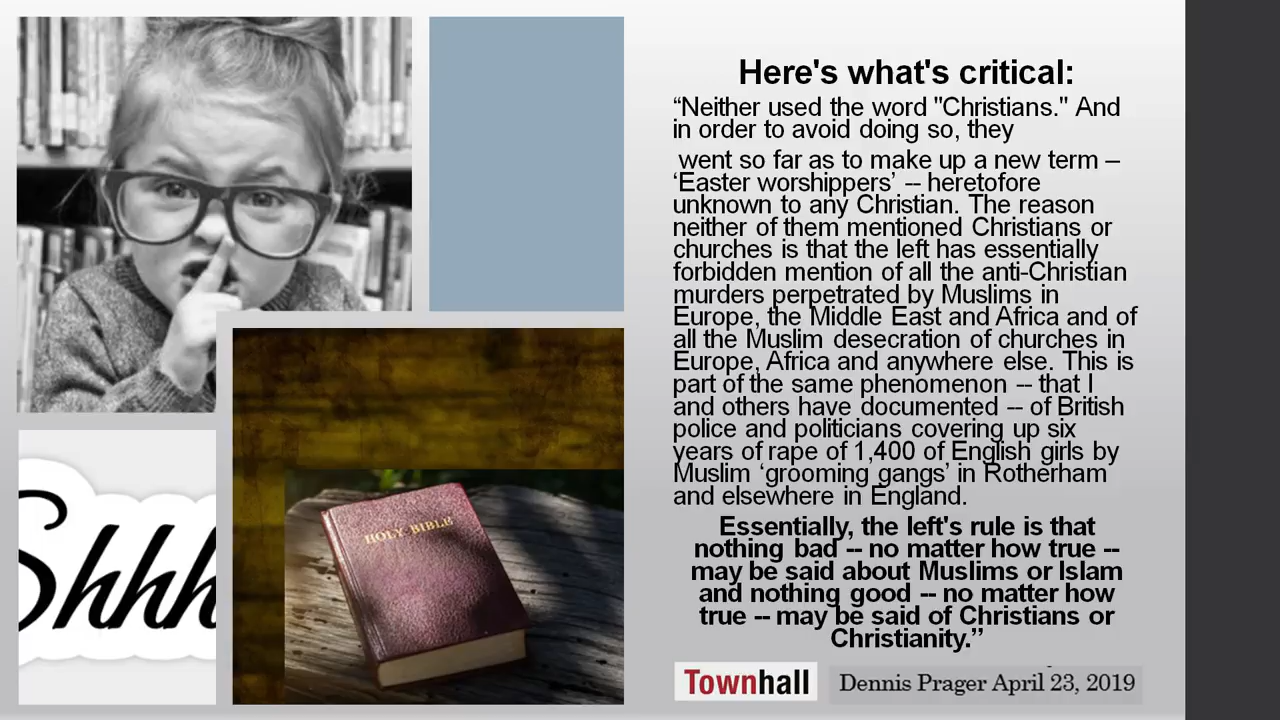 Here's what's critical:
“Neither used the word "Christians." And
in order to avoid doing so, they
went so far as to make up a new term –
‘Easter worshippers’ -- heretofore
unknown to any Christian. The reason
neither of them mentioned Christians or
churches is that the left has essentially
forbidden mention of all the anti-Christian
murders perpetrated by Muslims in
Europe, the Middle East and Africa and of
all the Muslim desecration of churches in
Europe, Africa and anywhere else. This is
part of the same phenomenon -- that I
and others have documented -- of British
police and politicians covering up six
years of rape of 1,400 of English girls by
Muslim ‘grooming gangs’ in Rotherham
and elsewhere in England.
Essentially, the left's rule is that
nothing bad -- no matter how true --
may be said about Muslims or Islam
and nothing good -- no matter how
true -- may be said of Christians or
Christianity.”
Townhall
Dennis Prager April 23, 2019
Shhh
HOLY BIBLE